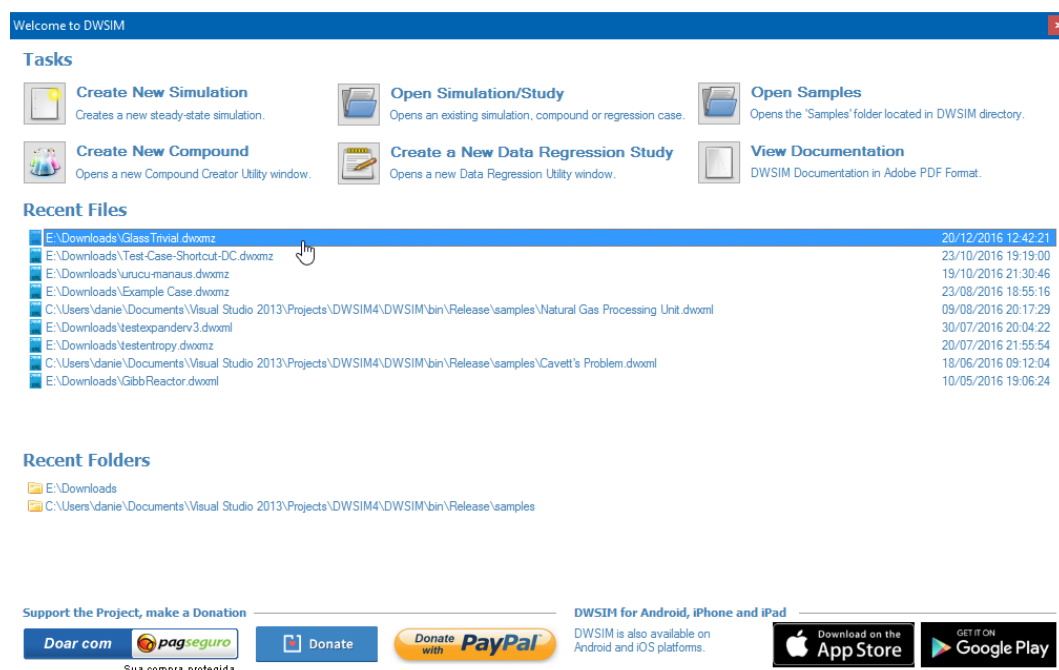 Welcome to DWSIM
Tasks
Create New Simulation
Creates a new steady-state simulation.
Open Simulation/Study
Opens an existing simulation, compound or regression case.
Open Samples
Opens the 'Samples' folder located in DWSIM directory.
Create New Compound
Opens a new Compound Creator Utility window.
Create a New Data Regression Study
Opens a new Data Regression Utility window.
View Documentation
DWSIM Documentation in Adobe PDF Format.
Recent Files
E:\Downloads\GlassTrivial.dwxmz 20/12/2016 12:42:21
E:\Downloads\Test-Case-Shortcut-DC.dwxmz 23/10/2016 19:19:00
E:\Downloads\urucu-manaus.dwxmz 19/10/2016 21:30:46
E:\Downloads\Example Case.dwxmz 23/08/2016 18:55:16
C:\Users\danie\Documents\Visual Studio 2013\Projects\DWSIM4\DWSIM\bin\Release\samples\Natural Gas Processing Unit.dwxml 09/08/2016 20:17:29
E:\Downloads\testexpanderv3.dwxml 30/07/2016 20:04:22
E:\Downloads\testentropy.dwxmz 20/07/2016 21:55:54
C:\Users\danie\Documents\Visual Studio 2013\Projects\DWSIM4\DWSIM\bin\Release\samples\Cavett's Problem.dwxml 18/06/2016 09:12:04
E:\Downloads\GibbReactor.dwxml 10/05/2016 19:06:24
Recent Folders
E:\Downloads
C:\Users\danie\Documents\Visual Studio 2013\Projects\DWSIM4\DWSIM\bin\Release\samples
Support the Project, make a Donation
Doar com pagseguro
Sua compra protegida
Donate
Donate with PayPal
DWSIM for Android, iPhone and iPad
DWSIM is also available on
Android and iOS platforms.
Download on the
App Store
GET IT ON
Google Play